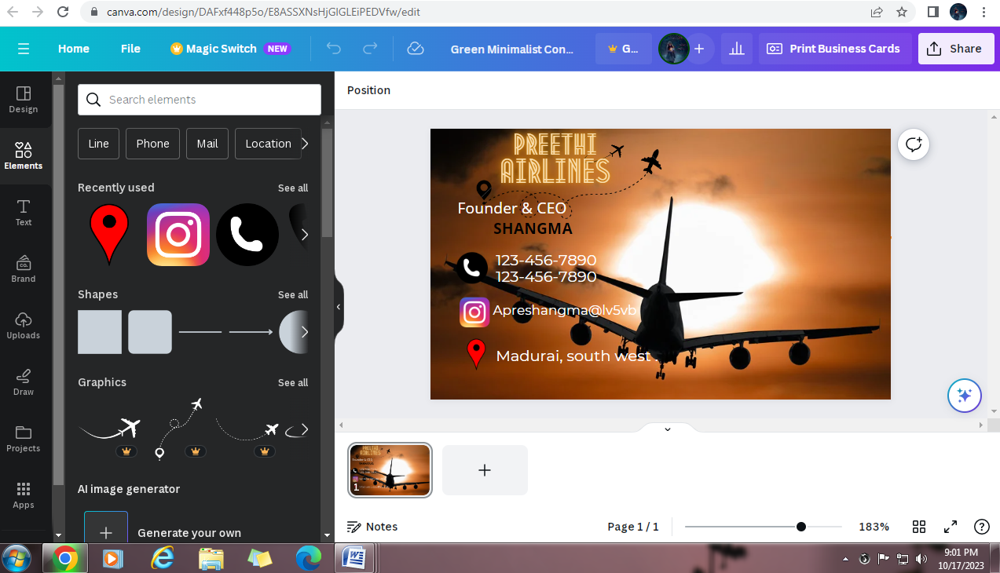 canva.com/design/DAFxf448p5o/E8ASSXNsHjGIGLEiPEDVfw/edit
Home File Magic Switch NEW Green Minimalist Con... G... Print Business Cards Share
Design
Elements
Text
Brand
Uploads
Draw
Projects
Apps
Search elements
Line Phone Mail Location
Recently used See all
Shapes See all
Graphics See all
AI image generator
Generate your own
Position
PREETHI
AIRLINES
Founder & CEO
SHANGMA
123-456-7890
123-456-7890
Apreshangma@lv5vb
Madurai, south west .
1
Notes Page 1 / 1 183%
9:01 PM
10/17/2023